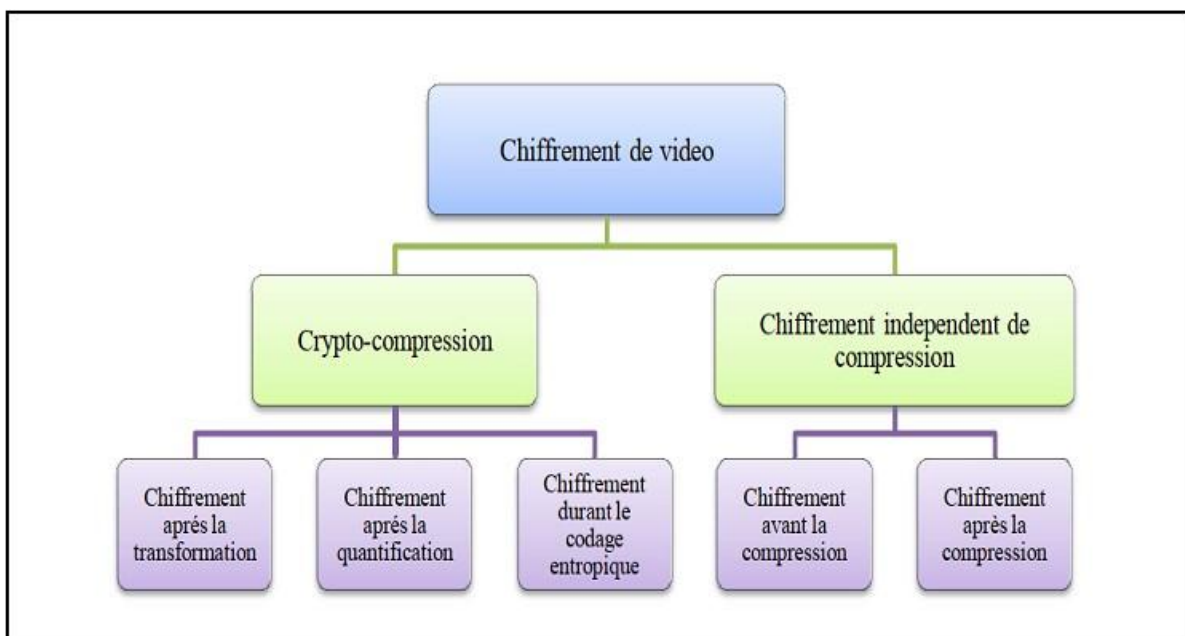 Chiffrement de video
Crypto-compression
Chiffrement independent de
compression
Chiffrement
aprés la
transformation
Chiffrement
aprés la
quantification
Chiffrement
durant le
codage
entropique
Chiffrement
avant la
compression
Chiffrement
après la
compression